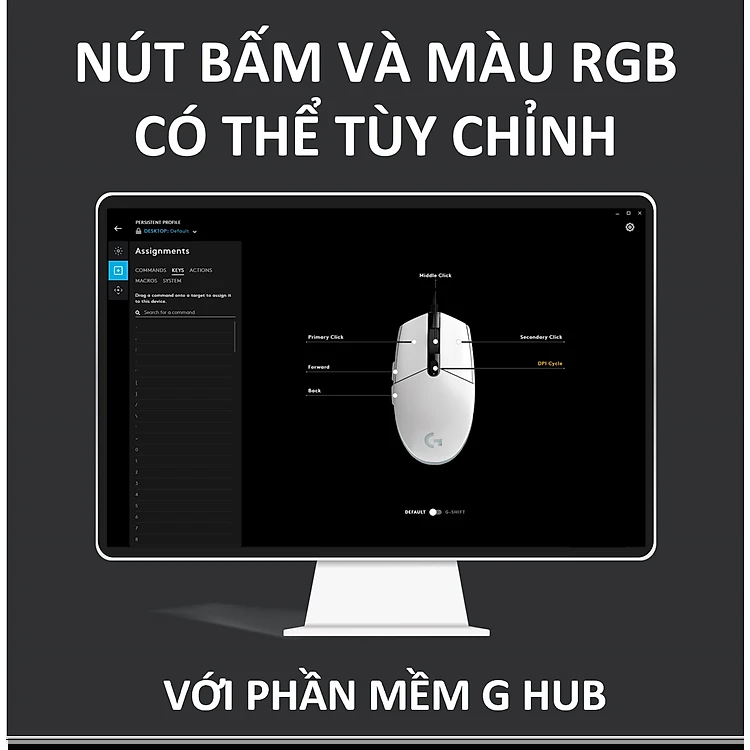 NÚT BẤM VÀ MÀU RGB
CÓ THỂ TÙY CHỈNH
PERSISTENT PROFILE
DESKTOP: Default
Assignments
COMMANDS KEYS ACTIONS
MACROS SYSTEM
Drag a command onto a target to assign it
to this device.
Search for a command
Middle Click
Primary Click
Secondary Click
Forward
DPI Cycle
Back
DEFAULT G-SHIFT
VỚI PHẦN MỀM G HUB